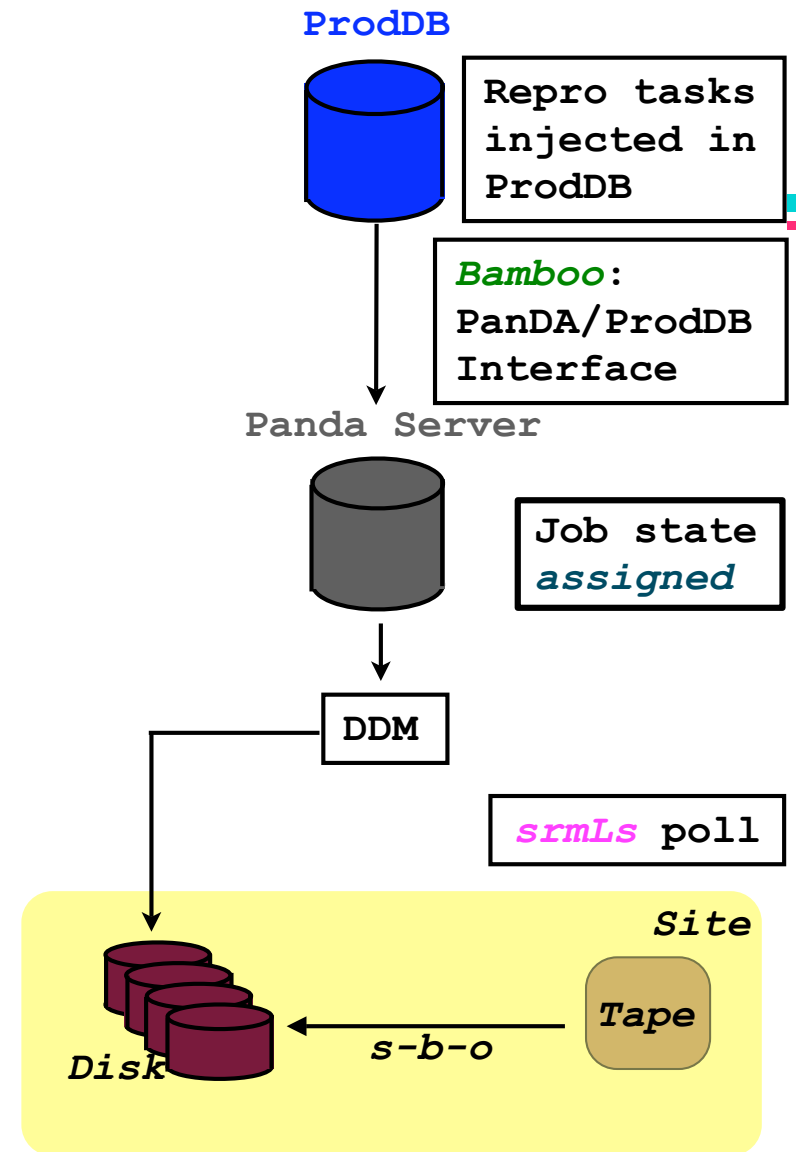 ProdDB
Repro tasks
injected in
ProdDB
Bamboo:
PanDA/ProdDB
Interface
Panda Server
Job state
assigned
DDM
srmLs poll
Site
Tape
s-b-o
Disk